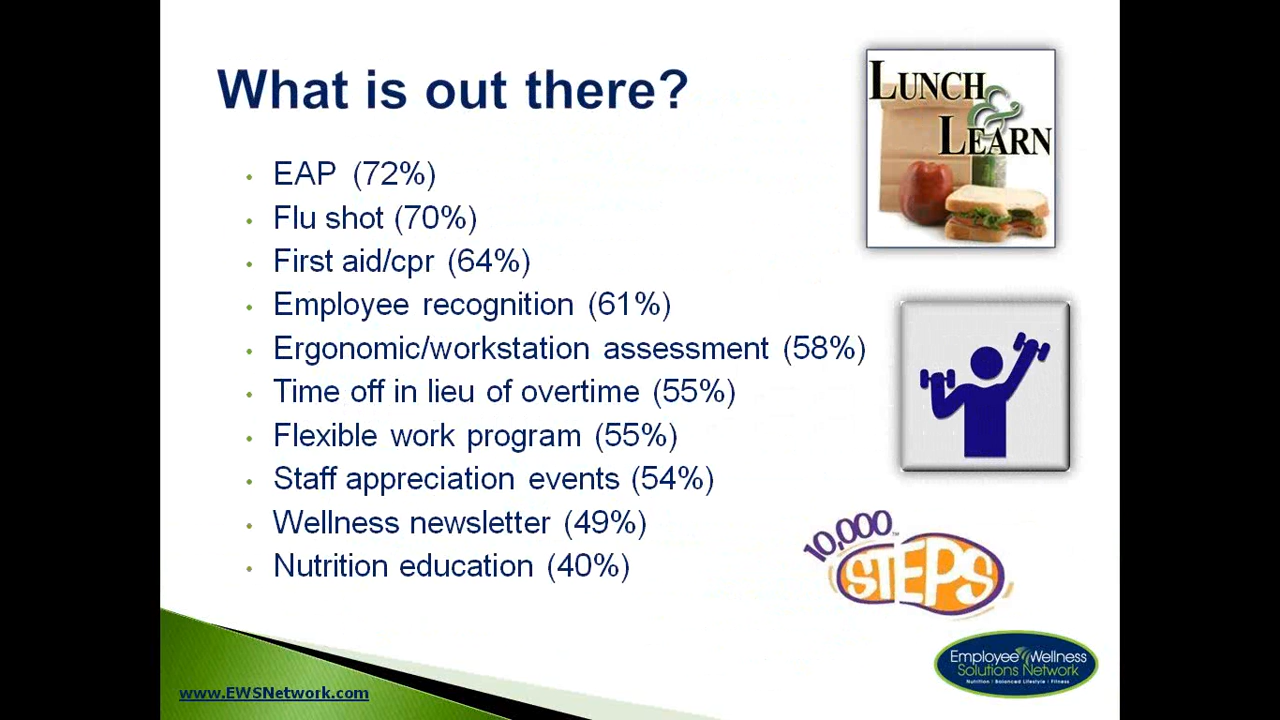 What is out there?
EAP (72%)
Flu shot (70%)
First aid/cpr (64%)
Employee recognition (61%)
Ergonomic/workstation assessment (58%)
Time off in lieu of overtime (55%)
Flexible work program (55%)
Staff appreciation events (54%)
Wellness newsletter (49%)
Nutrition education (40%)
LUNCH
&
LEARN
10,000™
STEPS
Employee Wellness
Solutions Network
Nutrition | Balanced Lifestyle | Fitness
www.EWSNetwork.com